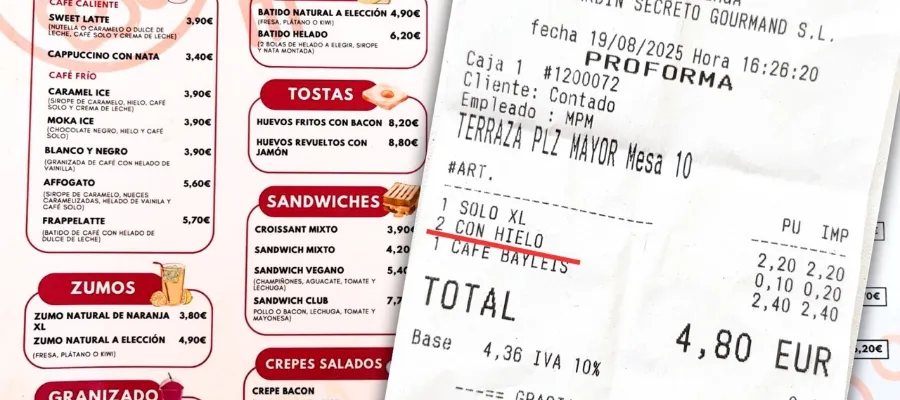 CAFÉ CALIENTE
SWEET LATTE 3,90€
(NUTELLA O CARAMELO O DULCE DE
LECHE, CAFÉ SOLO Y CREMA DE LECHE)
CAPPUCCINO CON NATA 3,40€
CAFÉ FRÍO
CARAMEL ICE 3,90€
(SIROPE DE CARAMELO, HIELO, CAFÉ
SOLO Y CREMA DE LECHE)
MOKA ICE 3,90€
(CHOCOLATE NEGRO, HIELO Y CAFÉ
SOLO)
BLANCO Y NEGRO 3,90€
(GRANIZADA DE CAFÉ CON HELADO DE
VAINILLA)
AFFOGATO 5,60€
(SIROPE DE CARAMELO, NUECES
CARAMELIZADAS, HELADO DE VAINILLA Y
CAFÉ SOLO)
FRAPPELATTE 5,70€
(BATIDO DE CAFÉ CON HELADO DE
DULCE DE LECHE)
ZUMOS
ZUMO NATURAL DE NARANJA 3,80€
XL
ZUMO NATURAL A ELECCIÓN 4,90€
(FRESA, PLÁTANO O KIWI)
GRANIZADO
BATIDO NATURAL A ELECCIÓN 4,90€
(FRESA, PLÁTANO O KIWI)
BATIDO HELADO 6,20€
(2 BOLAS DE HELADO A ELEGIR, SIROPE
Y NATA MONTADA)
TOSTAS
HUEVOS FRITOS CON BACON 8,20€
HUEVOS REVUELTOS CON 8,80€
JAMÓN
SANDWICHES
CROISSANT MIXTO 3,90
SANDWICH MIXTO 4,20
SANDWICH VEGANO 5,40
(CHAMPIÑONES, AGUACATE, TOMATE Y
LECHUGA)
SANDWICH CLUB
POLLO O BACON, LECHUGA, TOMATE Y
MAYONESA)
CREPES SALADOS
CREPE BACON
SECRETO GOURMAND S.L.
fecha 19/08/2025 Hora 16:26:20
PROFORMA
Caja 1 #1200072
Cliente: Contado
Empleado : MPM
TERRAZA PLZ MAYOR Mesa 10
#ART. PU IMP
1 SOLO XL 2,20 2,20
2 CON HIELO 0,10 0,20
1 CAFE BAYLEIS 2,40 2,40
TOTAL 4,80 EUR
Base 4,36 IVA 10%
,20€